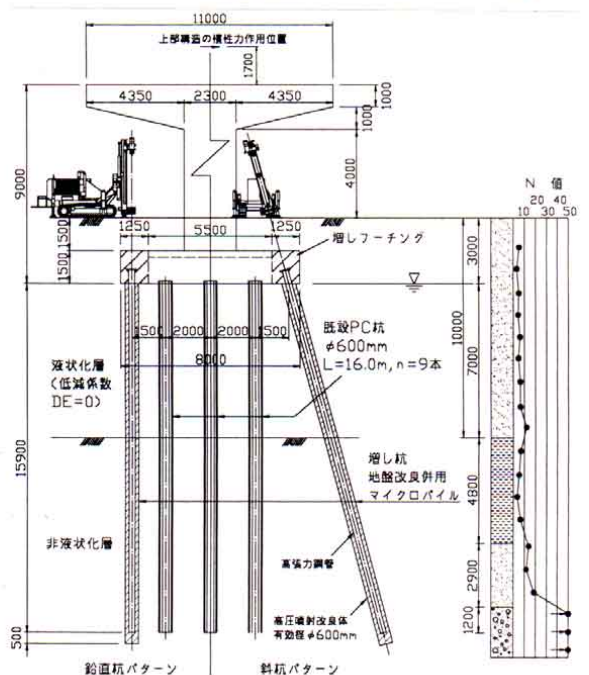 11000
上部構造の慣性力作用位置
1700
4350
2300
4350
1000
1000
4000
9000
N 値
20 40
10 30 50
1250
5500
1250
1500
1500
増しフーチング
3000
10000
7000
1500
2000
2000
1500
8000
既設PC杭
φ600mm
L=16.0m, n=9本
液状化層
(低減係数
DE=0)
15900
増し杭
地盤改良併用
マイクロパイル
4800
非液状化層
高張力鋼管
2900
高圧噴射改良体
有効径φ600mm
1200
500
鉛直杭パターン
斜杭パターン